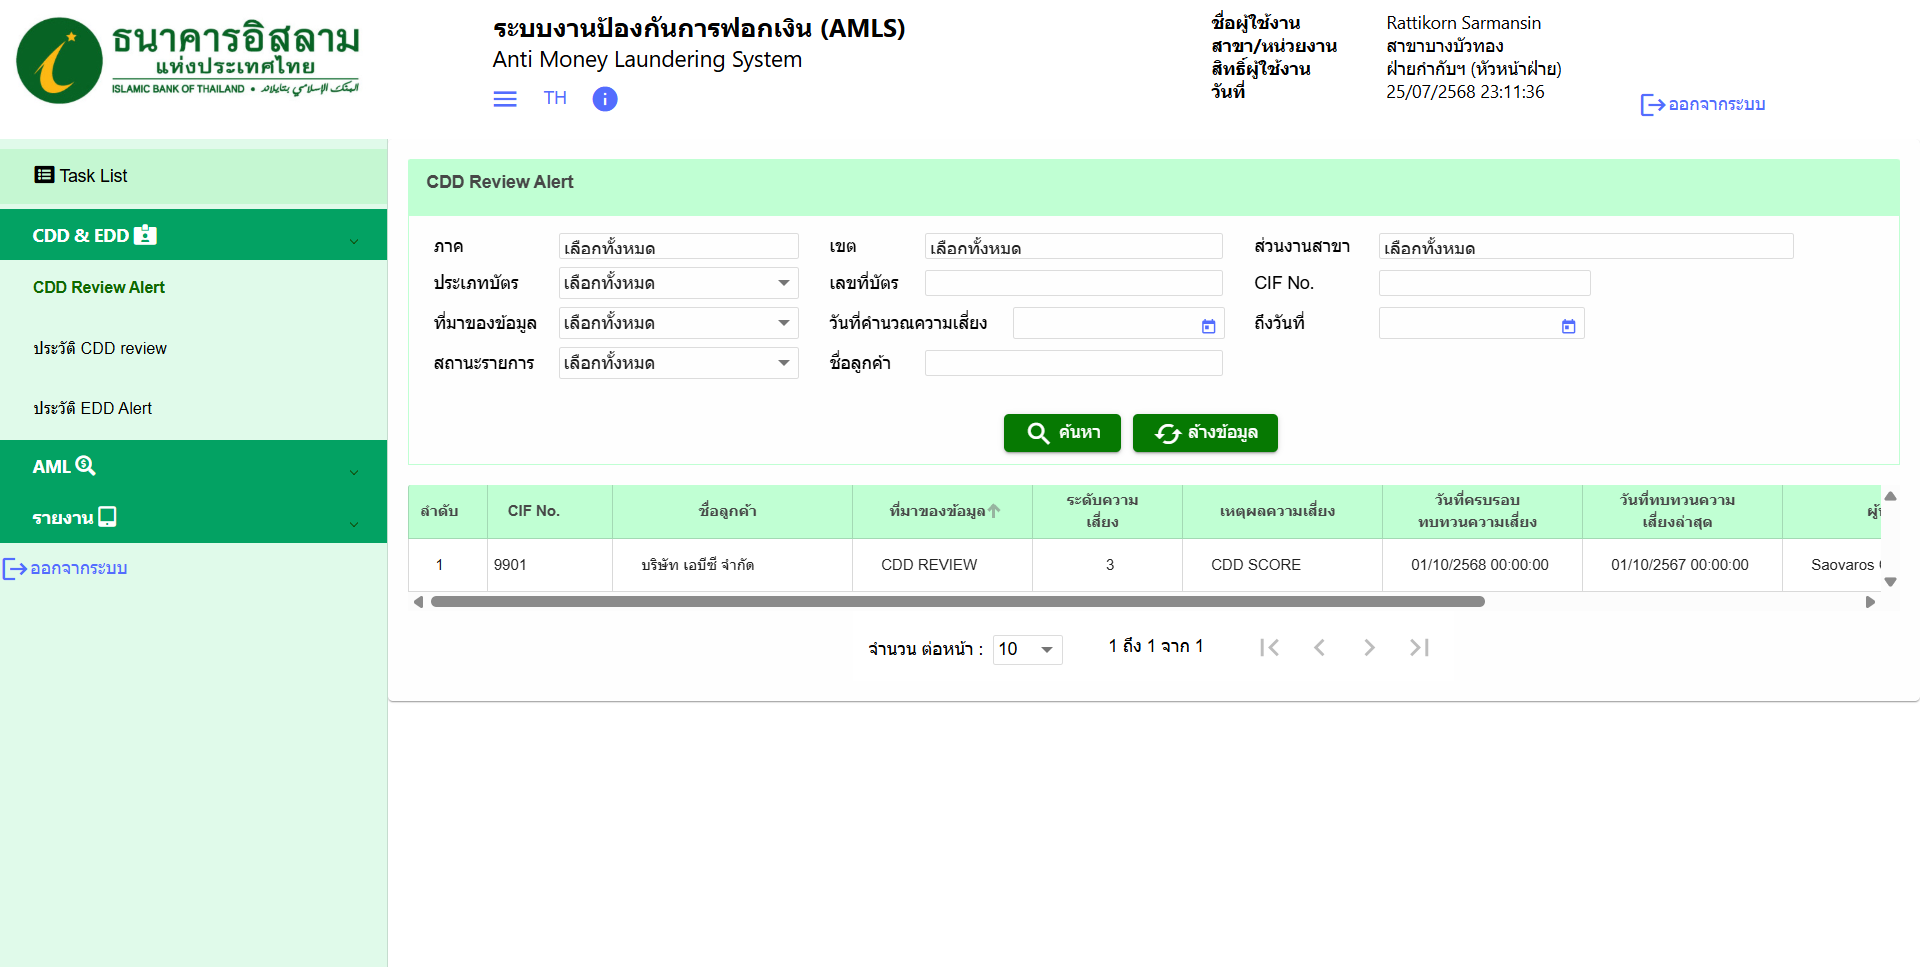 ธนาคารอิสลาม
แห่งประเทศไทย
ISLAMIC BANK OF THAILAND •
ระบบงานป้องกันการฟอกเงิน (AMLS)
Anti Money Laundering System
TH
ชื่อผู้ใช้งาน Rattikorn Sarmansin
สาขา/หน่วยงาน สาขาบางบัวทอง
สิทธิ์ผู้ใช้งาน ฝ่ายกำกับฯ (หัวหน้าฝ่าย)
วันที่ 25/07/2568 23:11:36
ออกจากระบบ
Task List
CDD & EDD
CDD Review Alert
ประวัติ CDD review
ประวัติ EDD Alert
AML
รายงาน
ออกจากระบบ
CDD Review Alert
ภาค เลือกทั้งหมด เขต เลือกทั้งหมด ส่วนงานสาขา เลือกทั้งหมด
ประเภทบัตร เลือกทั้งหมด เลขที่บัตร CIF No.
ที่มาของข้อมูล เลือกทั้งหมด วันที่คำนวณความเสี่ยง ถึงวันที่
สถานะรายการ เลือกทั้งหมด ชื่อลูกค้า
ค้นหา ล้างข้อมูล
ลำดับ CIF No. ชื่อลูกค้า ที่มาของข้อมูล ระดับความเสี่ยง เหตุผลความเสี่ยง วันที่ครบรอบทบทวนความเสี่ยง วันที่ทบทวนความเสี่ยงล่าสุด
1 9901 บริษัท เอบีซี จำกัด CDD REVIEW 3 CDD SCORE 01/10/2568 00:00:00 01/10/2567 00:00:00 Saovaros
จำนวน ต่อหน้า : 10 1 ถึง 1 จาก 1